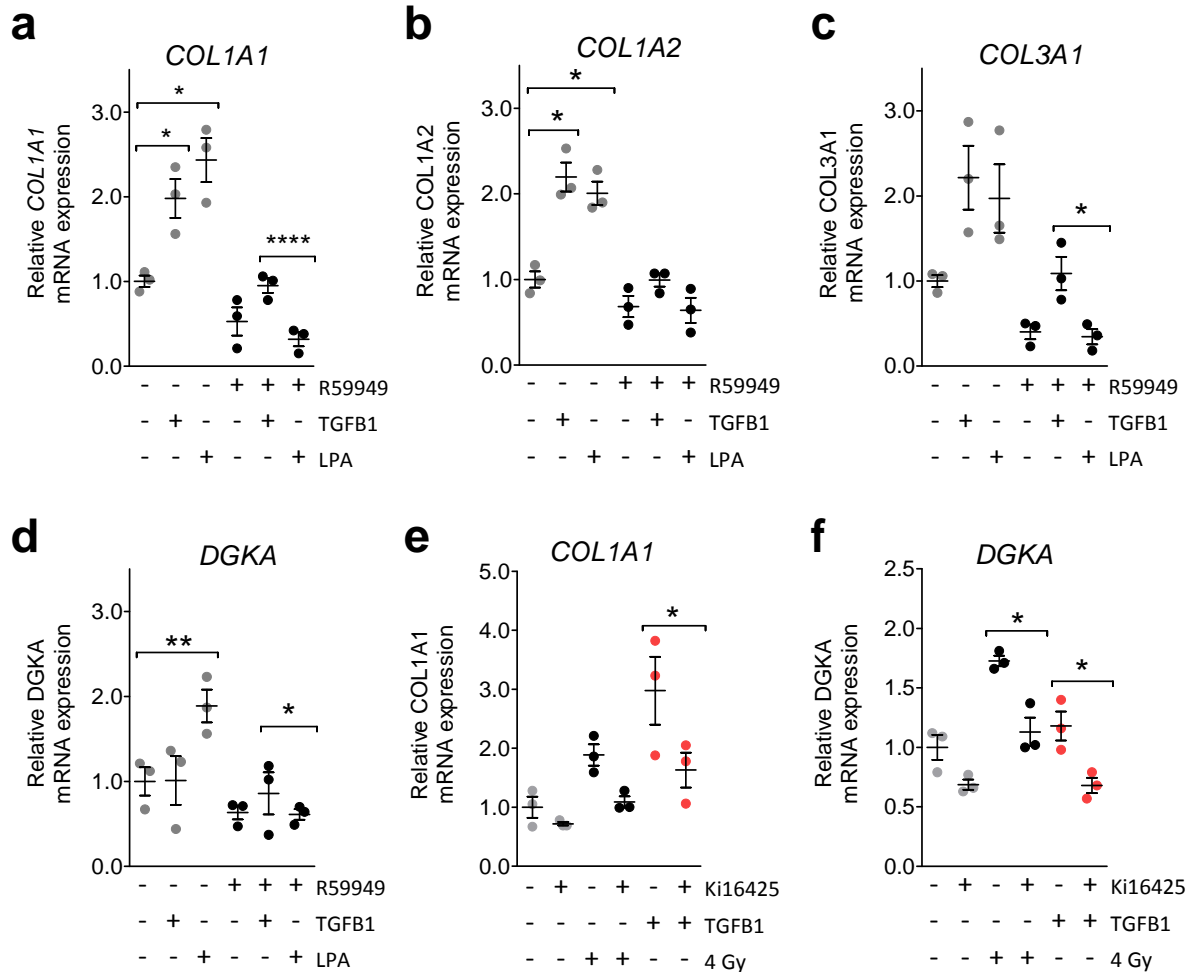 a
COL1A1
Relative COL1A1
mRNA expression
3.0
2.0
1.0
0.0
*
*
****
- - - + + + R59949
- + - - + - TGFB1
- - + - - + LPA
b
COL1A2
Relative COL1A2
mRNA expression
3.0
2.0
1.0
0.0
*
*
- - - + + + R59949
- + - - + - TGFB1
- - + - - + LPA
c
COL3A1
Relative COL3A1
mRNA expression
3.0
2.0
1.0
0.0
*
- - - + + + R59949
- + - - + - TGFB1
- - + - - + LPA
d
DGKA
Relative DGKA
mRNA expression
3.0
2.0
1.0
0.0
**
*
- - - + + + R59949
- + - - + - TGFB1
- - + - - + LPA
e
COL1A1
Relative COL1A1
mRNA expression
5.0
4.0
3.0
2.0
1.0
0.0
*
- + - + - + Ki16425
- - - - + + TGFB1
- - + + - - 4 Gy
f
DGKA
Relative DGKA
mRNA expression
2.5
2.0
1.5
1.0
0.5
0.0
*
*
- + - + - + Ki16425
- - - - + + TGFB1
- - + + - - 4 Gy